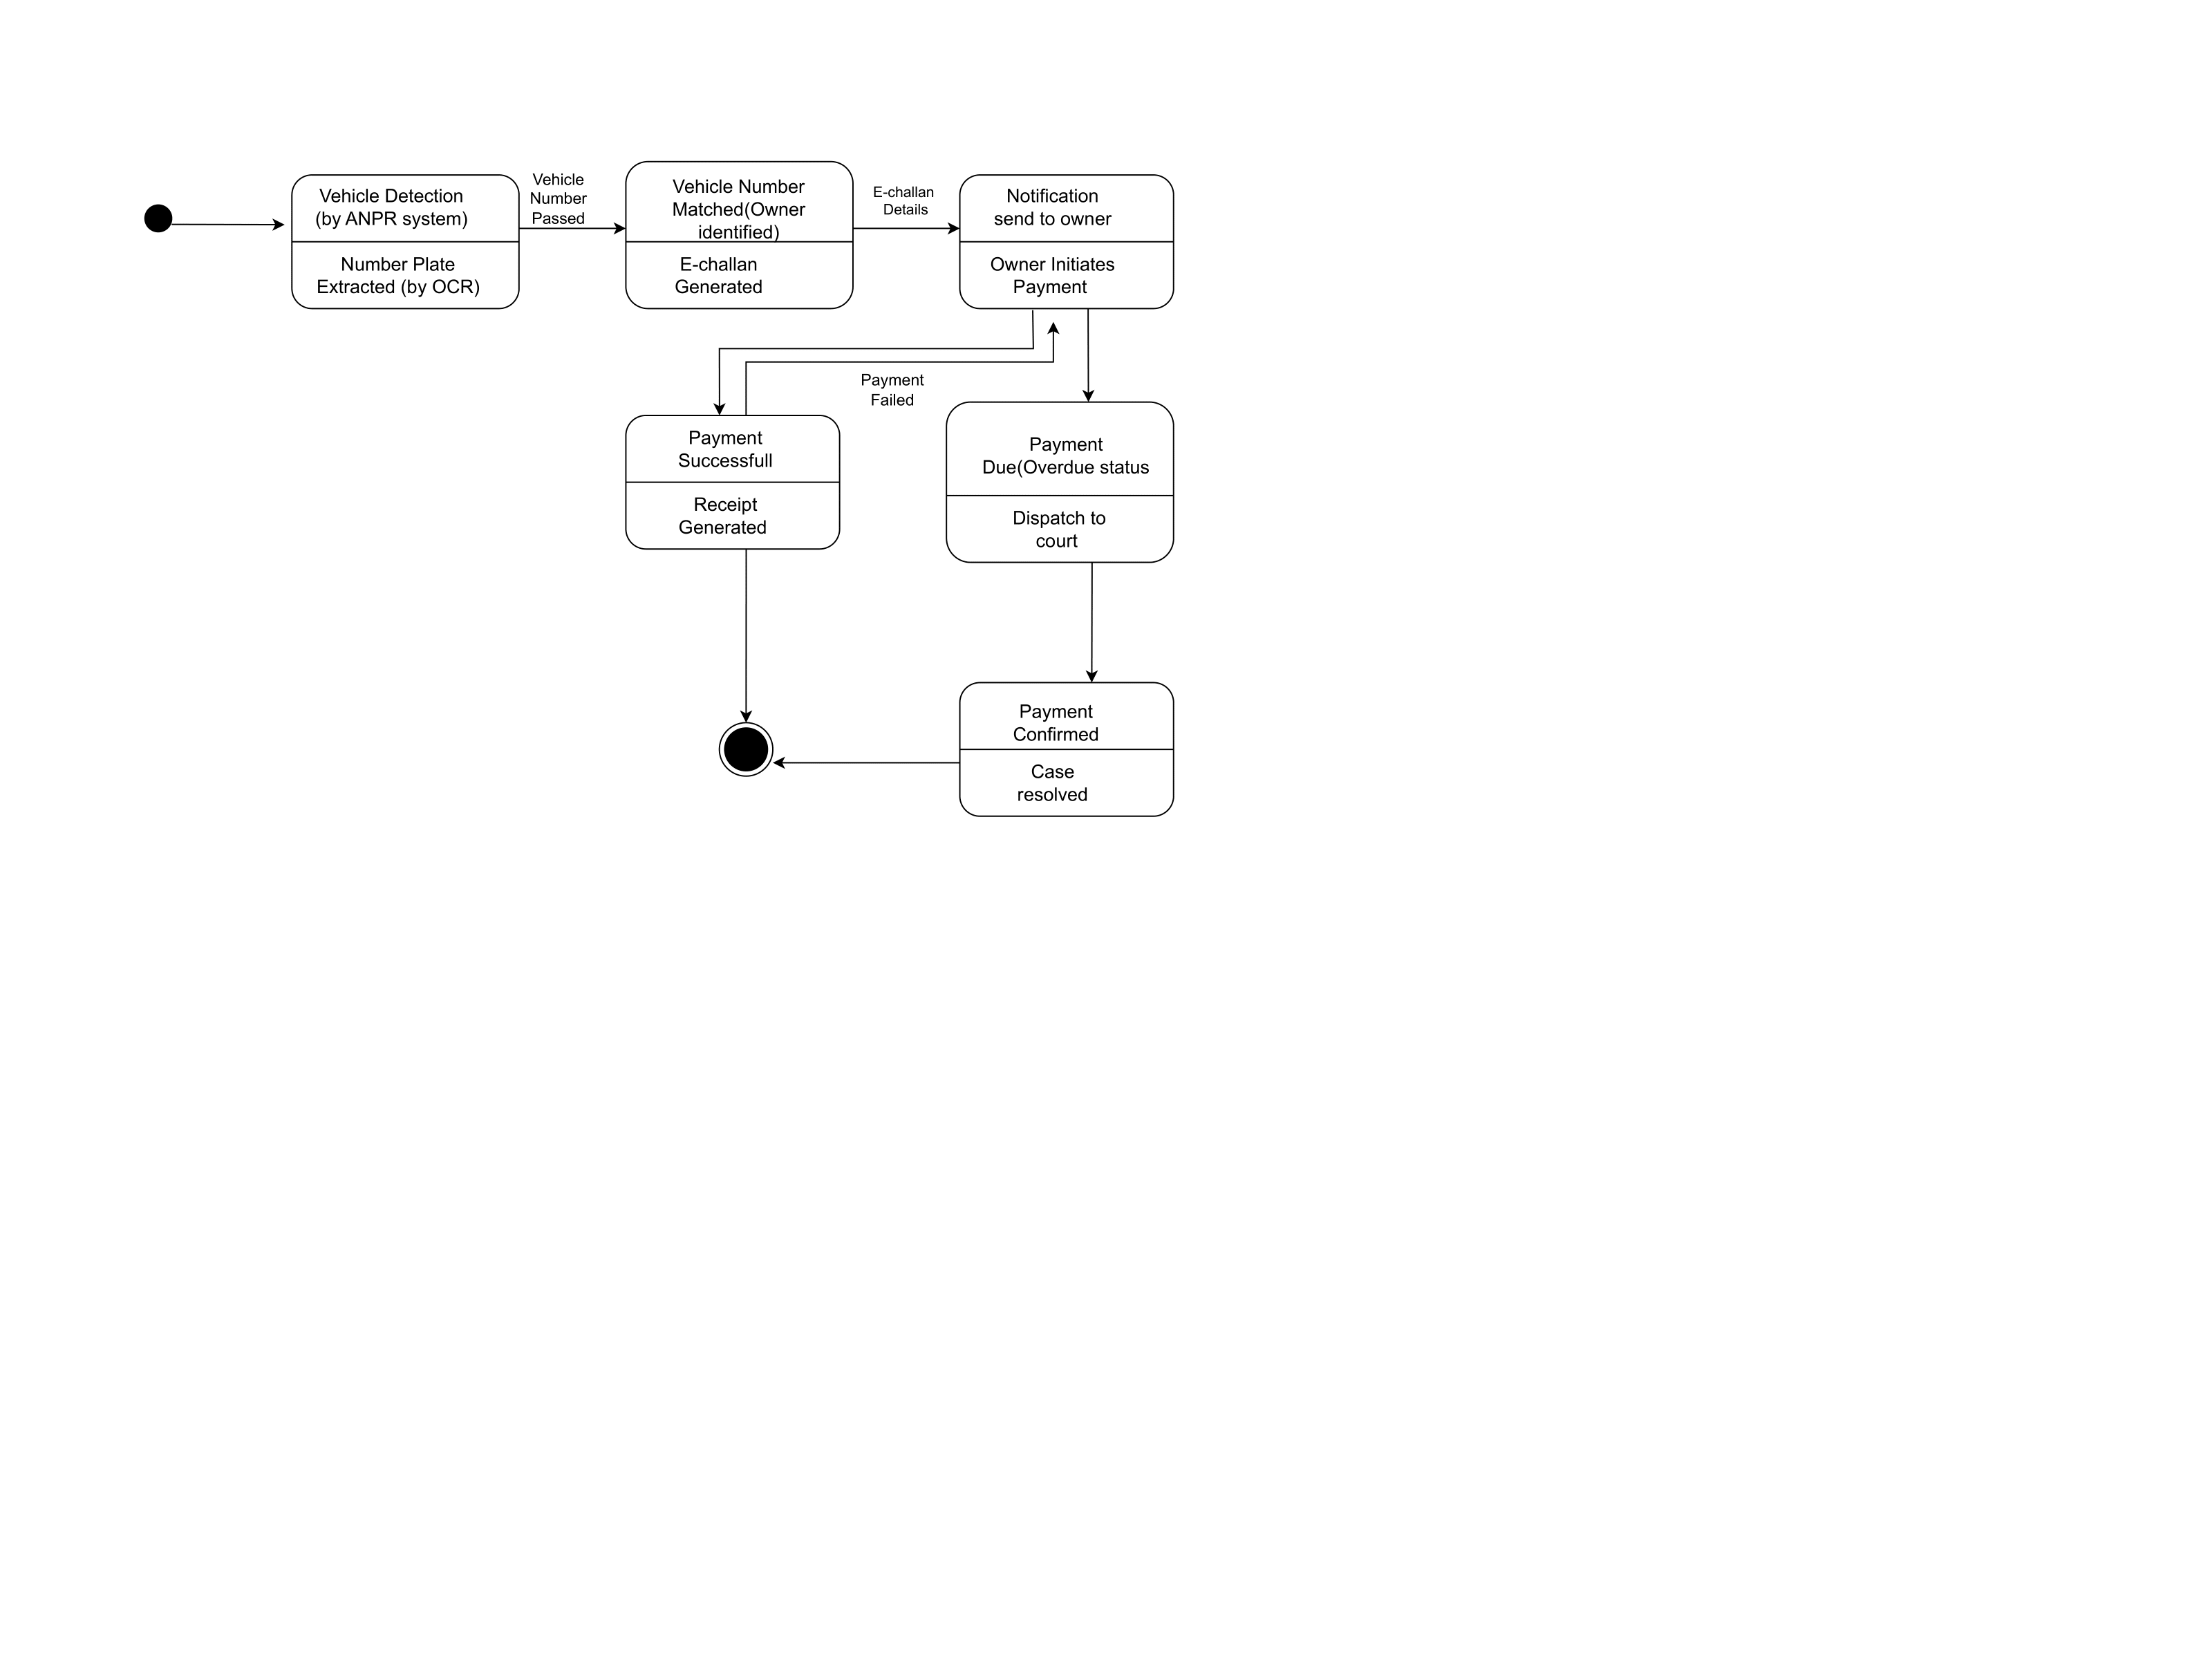 Vehicle Detection
(by ANPR system)
Number Plate
Extracted (by OCR)
Vehicle
Number
Passed
Vehicle Number
Matched(Owner
identified)
E-challan
Generated
E-challan
Details
Notification
send to owner
Owner Initiates
Payment
Payment
Failed
Payment
Successfull
Receipt
Generated
Payment
Due(Overdue status
Dispatch to
court
Payment
Confirmed
Case
resolved